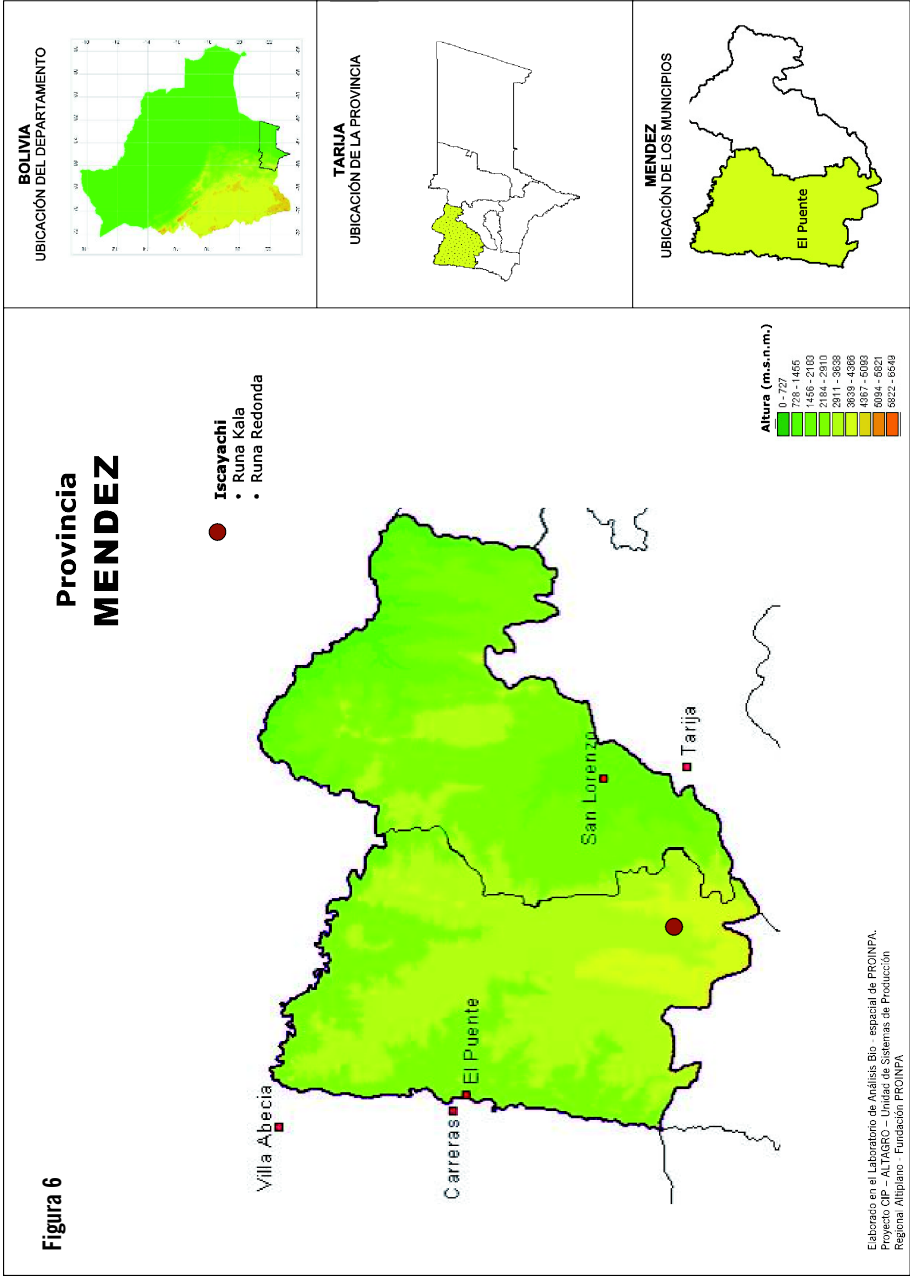 Figura 6
Provincia
MENDEZ
Iscayachi
• Runa Kala
• Runa Redonda
Villa Abecia
Carreras
El Puente
San Lorenzo
Tarija
Altura (m.s.n.m.)
0 - 727
728 - 1455
1456 - 2183
2184 - 2910
2911 - 3638
3639 - 4366
4367 - 5093
5094 - 5821
5822 - 6549
Elaborado en el Laboratorio de Análisis Bio - espacial de PROINPA.
Proyecto CIP – ALTAGRO – Unidad de Sistemas de Producción
Regional Altiplano - Fundación PROINPA
BOLIVIA
UBICACIÓN DEL DEPARTAMENTO
TARIJA
UBICACIÓN DE LA PROVINCIA
MENDEZ
UBICACIÓN DE LOS MUNICIPIOS
El Puente